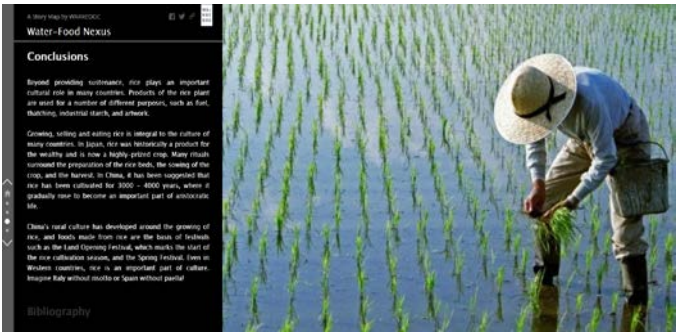 A Story Map by WAREEGIDC
Water-Food Nexus
Conclusions
Beyond providing sustenance, rice plays an important
cultural role in many countries. Products of the rice plant
are used for a number of different purposes, such as fuel,
thatching, industrial starch, and artwork.
Growing, selling and eating rice is integral to the culture of
many countries. In Japan, rice was historically a product for
the wealthy and is now a highly-prized crop. Many rituals
surround the preparation of the rice beds, the sowing of the
crop, and the harvest. In China, it has been suggested that
rice has been cultivated for 3000 – 4000 years, where it
gradually rose to become an important part of aristocratic
life.
China's rural culture has developed around the growing of
rice, and foods made from rice are the basis of festivals
such as the Land Opening Festival, which marks the start of
the rice cultivation season, and the Spring Festival. Even in
Western countries, rice is an important part of culture.
Imagine Italy without risotto or Spain without paella!
Bibliography